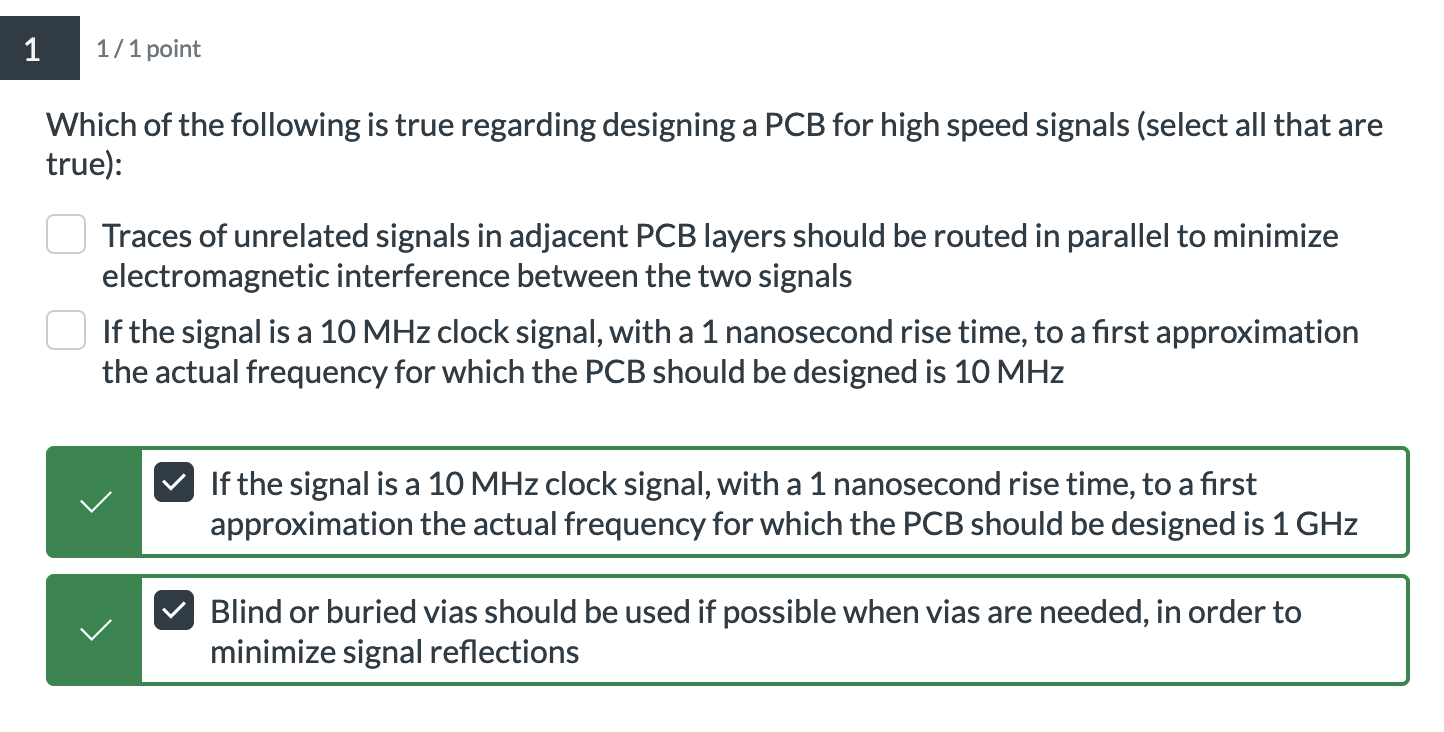 1
1 / 1 point
Which of the following is true regarding designing a PCB for high speed signals (select all that are
true):
Traces of unrelated signals in adjacent PCB layers should be routed in parallel to minimize
electromagnetic interference between the two signals
If the signal is a 10 MHz clock signal, with a 1 nanosecond rise time, to a first approximation
the actual frequency for which the PCB should be designed is 10 MHz
If the signal is a 10 MHz clock signal, with a 1 nanosecond rise time, to a first
approximation the actual frequency for which the PCB should be designed is 1 GHz
Blind or buried vias should be used if possible when vias are needed, in order to
minimize signal reflections